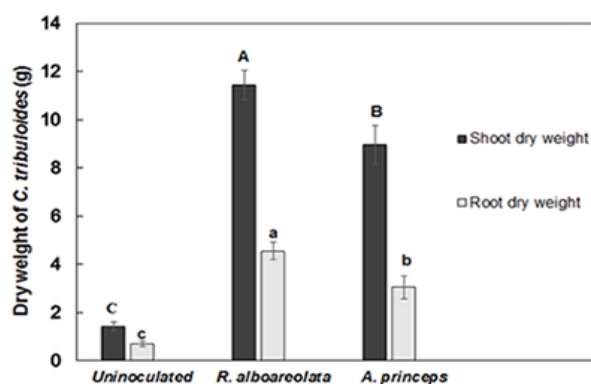 14
12
10
8
6
4
2
0
Dry weight of C. tribuloides (g)
A
a
B
b
C
c
Shoot dry weight
Root dry weight
Uninoculated R. alboareolata A. princeps